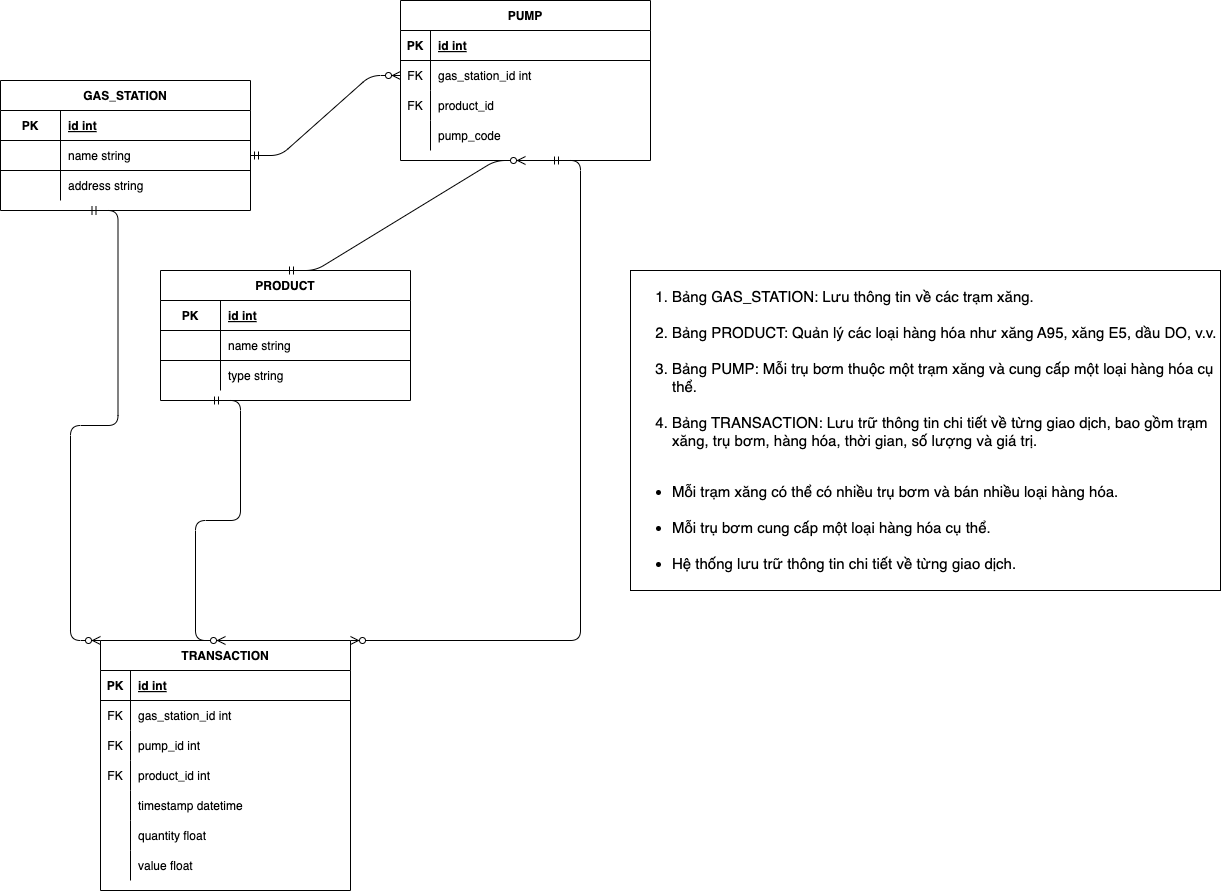 PUMP
PK id int
FK gas_station_id int
FK product_id
pump_code
GAS_STATION
PK id int
name string
address string
PRODUCT
PK id int
name string
type string
1. Bảng GAS_STATION: Lưu thông tin về các trạm xăng.
2. Bảng PRODUCT: Quản lý các loại hàng hóa như xăng A95, xăng E5, dầu DO, v.v.
3. Bảng PUMP: Mỗi trụ bơm thuộc một trạm xăng và cung cấp một loại hàng hóa cụ
thể.
4. Bảng TRANSACTION: Lưu trữ thông tin chi tiết về từng giao dịch, bao gồm trạm
xăng, trụ bơm, hàng hóa, thời gian, số lượng và giá trị.
• Mỗi trạm xăng có thể có nhiều trụ bơm và bán nhiều loại hàng hóa.
• Mỗi trụ bơm cung cấp một loại hàng hóa cụ thể.
• Hệ thống lưu trữ thông tin chi tiết về từng giao dịch.
TRANSACTION
PK id int
FK gas_station_id int
FK pump_id int
FK product_id int
timestamp datetime
quantity float
value float